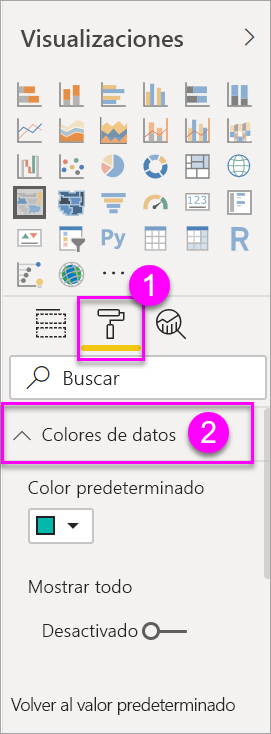 Visualizaciones
123
Py
R
1
Buscar
Colores de datos 2
Color predeterminado
Mostrar todo
Desactivado
Volver al valor predeterminado